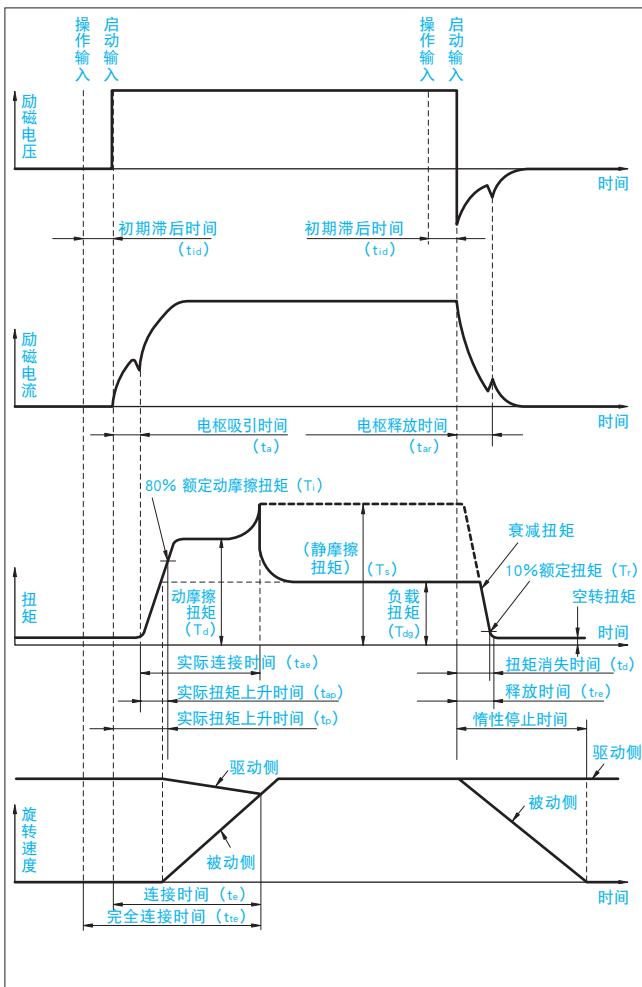 操作输入
启动输入
操作输入
启动输入
励磁电压
时间
初期滞后时间
（tid）
初期滞后时间
（tid）
励磁电流
时间
电枢吸引时间
（ta）
电枢释放时间
（tar）
80% 额定动摩擦扭矩（Ti）
扭矩
动摩擦
扭矩
（Td）
（静摩擦
扭矩）（Ts）
负载
扭矩
（Tdg）
衰减扭矩
10%额定扭矩（Tr）
空转扭矩
时间
实际连接时间（tae）
扭矩消失时间（td）
实际扭矩上升时间（tap）
释放时间（tre）
实际扭矩上升时间（tp）
惰性停止时间
旋转速度
驱动侧
被动侧
驱动侧
被动侧
时间
连接时间（te）
完全连接时间（tte）